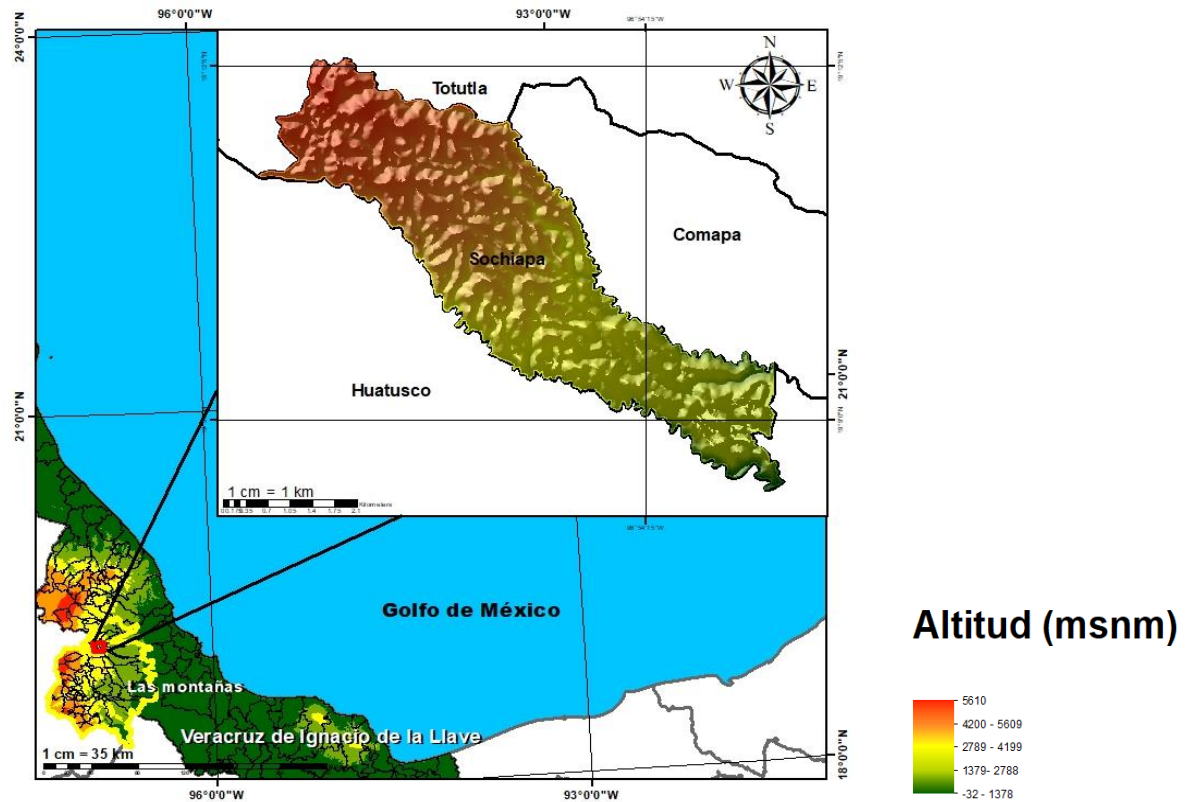 96°0'0"W
93°0'0"W
24°0'0"N
N
W
E
S
Totutla
Comapa
Sochiapa
Huatusco
21°0'0"N
21°0'0"N
1 cm = 1 km
Kilometers
Golfo de México
Altitud (msnm)
Las montañas
5610
4200 - 5609
2789 - 4199
1379- 2788
-32 - 1378
Veracruz de Ignacio de la Llave
1 cm = 35 km
18°0'0"N
96°0'0"W
93°0'0"W